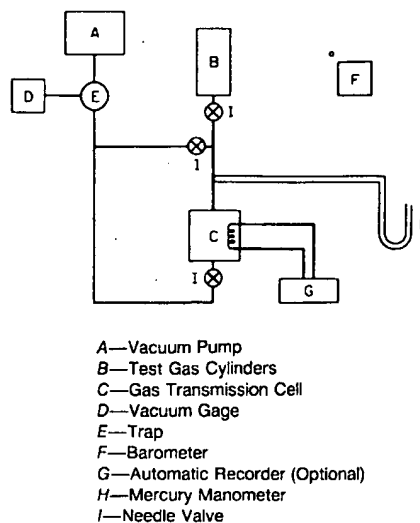 A
B
F
D
E
I
I
C
I
G
A—Vacuum Pump
B—Test Gas Cylinders
C—Gas Transmission Cell
D—Vacuum Gage
E—Trap
F—Barometer
G—Automatic Recorder (Optional)
H—Mercury Manometer
I—Needle Valve